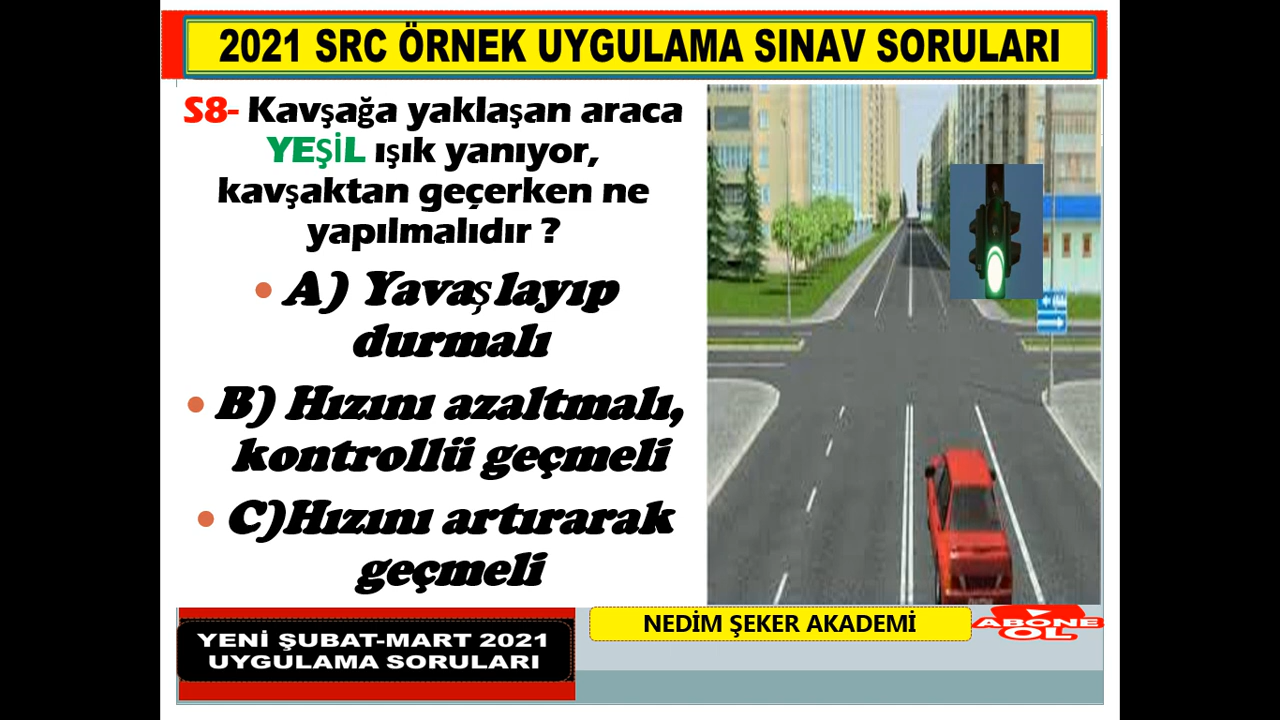 2021 SRC ÖRNEK UYGULAMA SINAV SORULARI
S8- Kavşağa yaklaşan araca
YEŞİL ışık yanıyor,
kavşaktan geçerken ne
yapılmalıdır ?
• A) Yavaşlayıp
durmalı
• B) Hızını azaltmalı,
kontrollü geçmeli
• C)Hızını artırarak
geçmeli
YENİ ŞUBAT-MART 2021
UYGULAMA SORULARI
NEDİM ŞEKER AKADEMİ
ABONE
OL